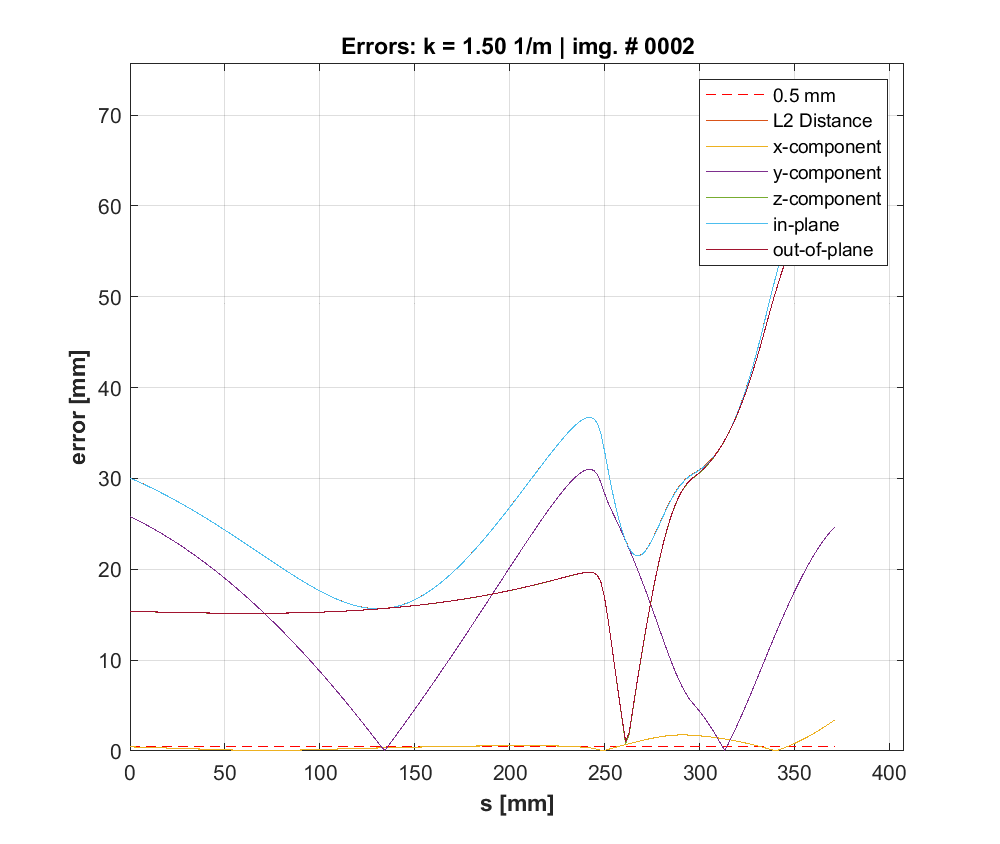 Errors: k = 1.50 1/m | img. # 0002
0.5 mm
L2 Distance
x-component
y-component
z-component
in-plane
out-of-plane
error [mm]
70
60
50
40
30
20
10
0
0 50 100 150 200 250 300 350 400
s [mm]